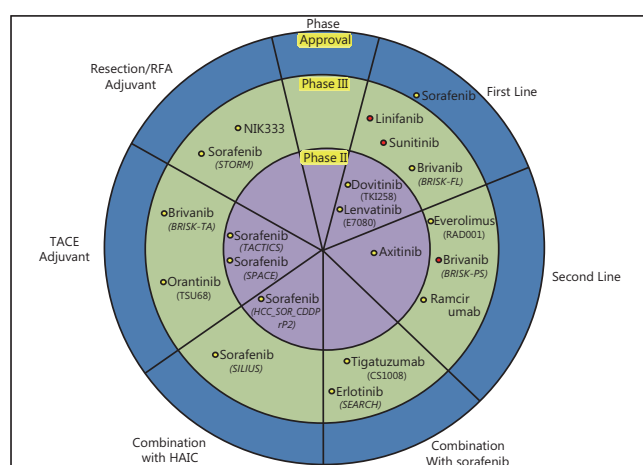 Phase
Approval
Phase III
Phase II
Resection/RFA
Adjuvant
First Line
Sorafenib
Linifanib
Sunitinib
Brivanib
(BRISK-FL)
Dovitinib
(TKI258)
Lenvatinib
(E7080)
NIK333
Sorafenib
(STORM)
Everolimus
(RAD001)
Axitinib
Brivanib
(BRISK-PS)
Ramcir
umab
Second Line
TACE
Adjuvant
Brivanib
(BRISK-TA)
Orantinib
(TSU68)
Sorafenib
(TACTICS)
Sorafenib
(SPACE)
Sorafenib
(HCC_SOR_CDDP
rP2)
Sorafenib
(SILIUS)
Tigatuzumab
(CS1008)
Erlotinib
(SEARCH)
Combination
with HAIC
Combination
With sorafenib